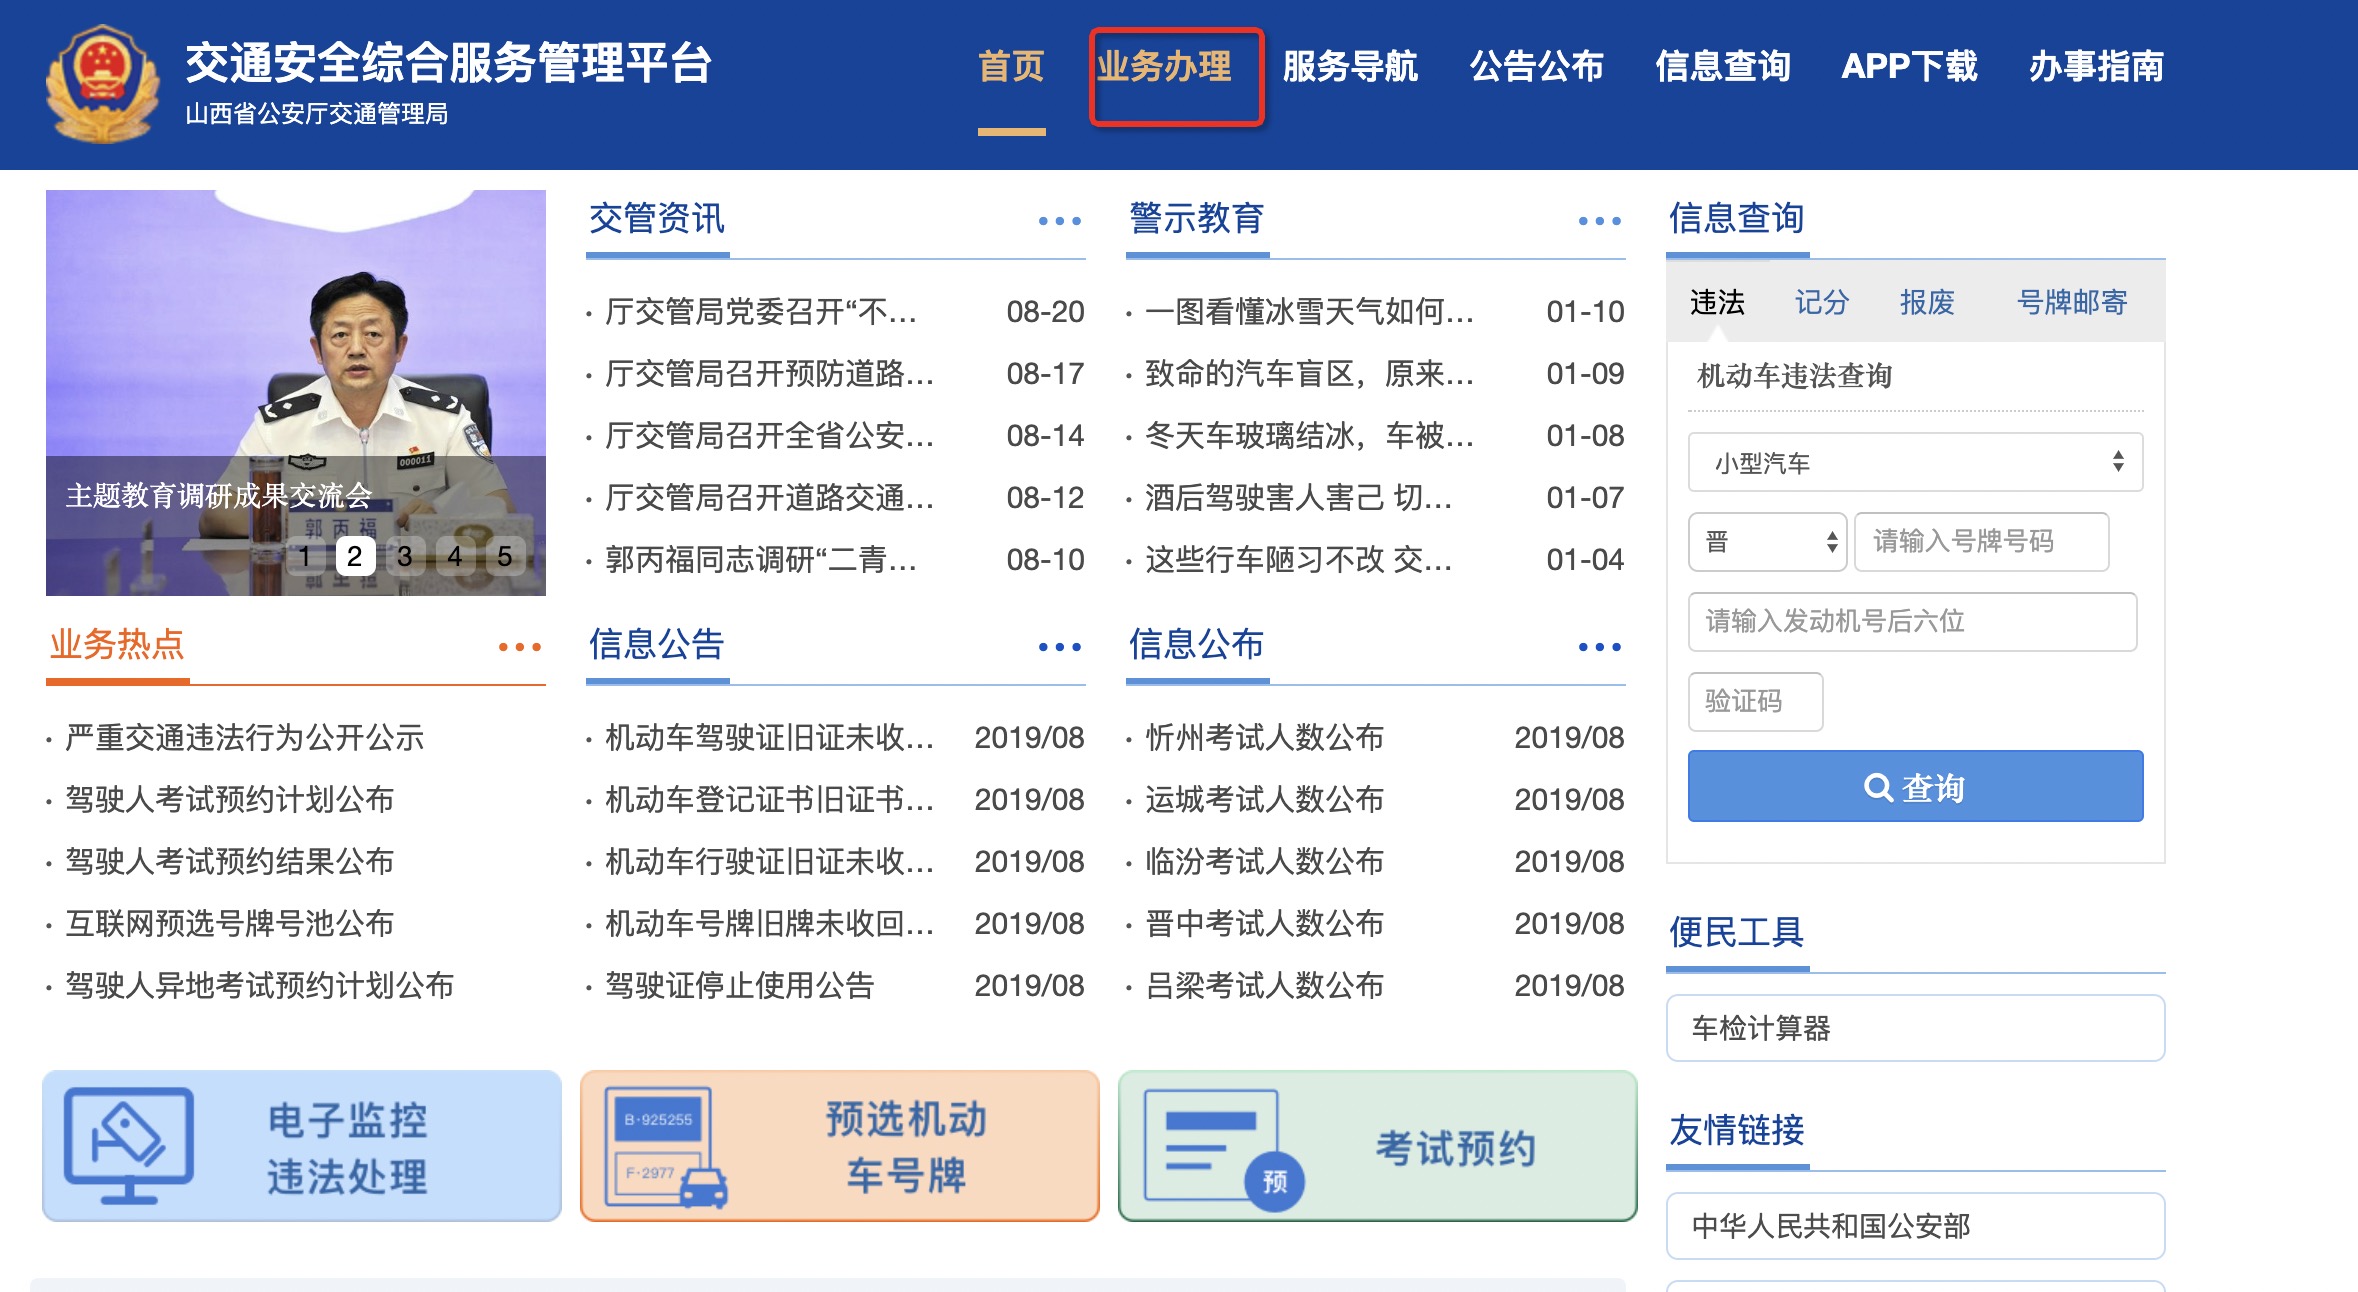 交通安全综合服务管理平台
山西省公安厅交通管理局
首页 业务办理 服务导航 公告公布 信息查询 APP下载 办事指南
000011
主题教育调研成果交流会
郭丙福
1 2 3 4 5
交管资讯
· 厅交管局党委召开“不... 08-20
· 厅交管局召开预防道路... 08-17
· 厅交管局召开全省公安... 08-14
· 厅交管局召开道路交通... 08-12
· 郭丙福同志调研“二青... 08-10
警示教育
· 一图看懂冰雪天气如何... 01-10
· 致命的汽车盲区，原来... 01-09
· 冬天车玻璃结冰，车被... 01-08
· 酒后驾驶害人害己 切... 01-07
· 这些行车陋习不改 交... 01-04
信息查询
违法 记分 报废 号牌邮寄
机动车违法查询
小型汽车
晋 请输入号牌号码
请输入发动机号后六位
验证码
查询
业务热点
· 严重交通违法行为公开公示
· 驾驶人考试预约计划公布
· 驾驶人考试预约结果公布
· 互联网预选号牌号池公布
· 驾驶人异地考试预约计划公布
信息公告
· 机动车驾驶证旧证未收... 2019/08
· 机动车登记证书旧证书... 2019/08
· 机动车行驶证旧证未收... 2019/08
· 机动车号牌旧牌未收回... 2019/08
· 驾驶证停止使用公告 2019/08
信息公布
· 忻州考试人数公布 2019/08
· 运城考试人数公布 2019/08
· 临汾考试人数公布 2019/08
· 晋中考试人数公布 2019/08
· 吕梁考试人数公布 2019/08
便民工具
车检计算器
友情链接
中华人民共和国公安部
电子监控
违法处理
B·925255
F·2977
预选机动
车号牌
预
考试预约